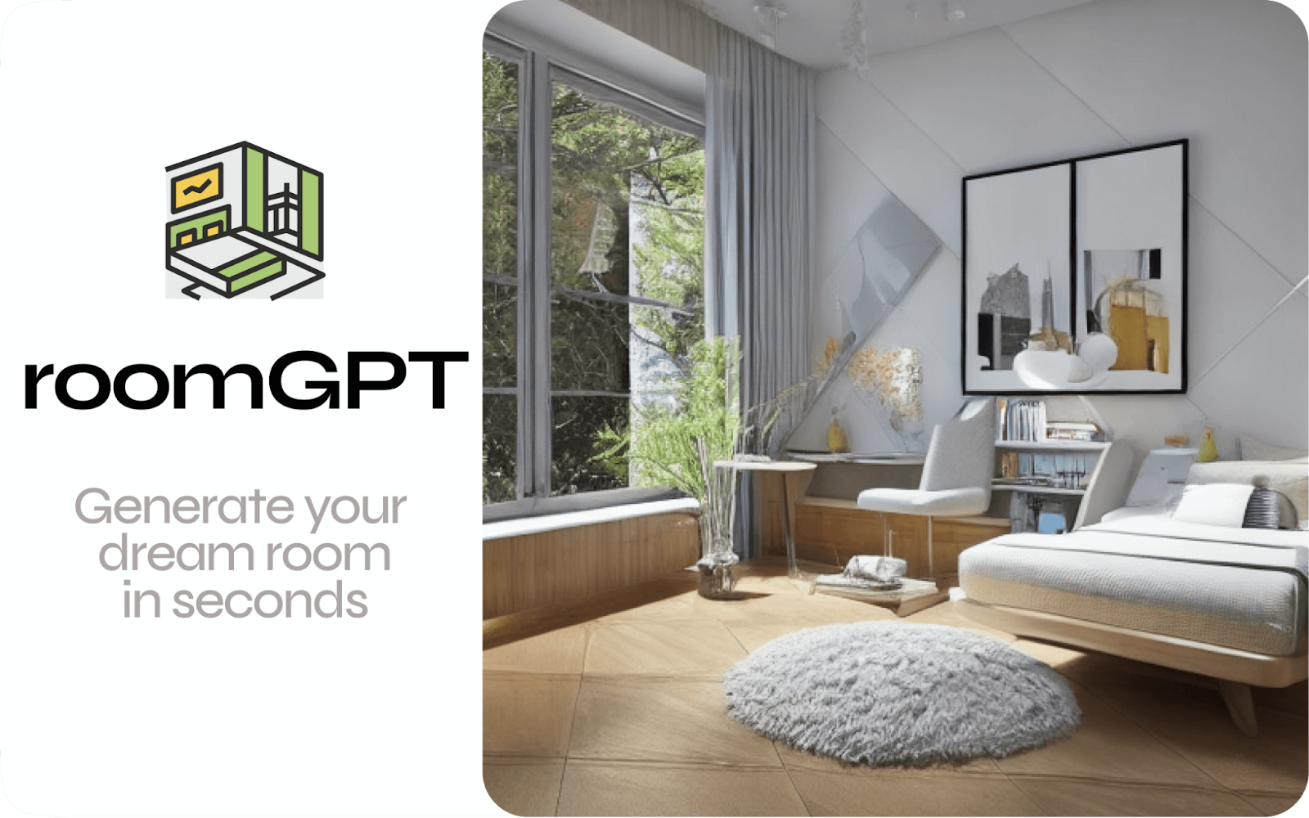 roomGPT
Generate your
dream room
in seconds